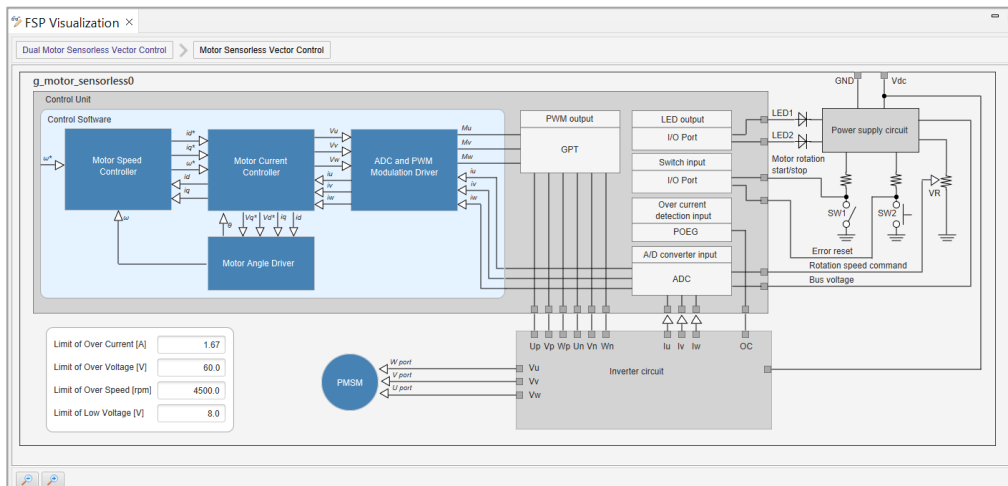 FSP Visualization
Dual Motor Sensorless Vector Control
Motor Sensorless Vector Control
g_motor_sensorless0
Control Unit
Control Software
ω*
Motor Speed
Controller
id*
iq*
ω*
id
iq
Motor Current
Controller
Vu
Vv
Vw
iu
iv
iw
ADC and PWM
Modulation Driver
Mu
Mv
Mw
iu
iv
iw
ω
θ
Vq*
Vd*
iq
id
Motor Angle Driver
PWM output
GPT
LED output
I/O Port
Switch input
I/O Port
Over current
detection input
POEG
A/D converter input
ADC
GND
Vdc
LED1
LED2
Power supply circuit
Motor rotation
start/stop
VR
SW1
SW2
Error reset
Rotation speed command
Bus voltage
Up
Vp
Wp
Un
Vn
Wn
Iu
Iv
Iw
OC
Vu
Vv
Vw
Inverter circuit
W port
V port
U port
PMSM
Limit of Over Current [A] 1.67
Limit of Over Voltage [V] 60.0
Limit of Over Speed [rpm] 4500.0
Limit of Low Voltage [V] 8.0